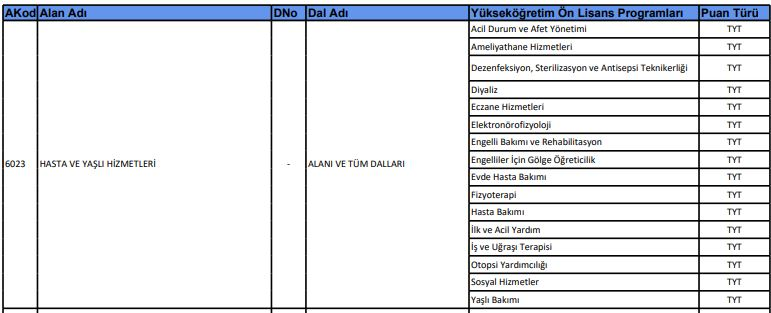 AKod Alan Adı DNo Dal Adı Yükseköğretim Ön Lisans Programları Puan Türü
Acil Durum ve Afet Yönetimi TYT
Ameliyathane Hizmetleri TYT
Dezenfeksiyon, Sterilizasyon ve Antisepsi Teknikerliği TYT
Diyaliz TYT
Eczane Hizmetleri TYT
Elektronörofizyoloji TYT
Engelli Bakımı ve Rehabilitasyon TYT
6023 HASTA VE YAŞLI HİZMETLERİ - ALANI VE TÜM DALLARI Engelliler İçin Gölge Öğreticilik TYT
Evde Hasta Bakımı TYT
Fizyoterapi TYT
Hasta Bakımı TYT
İlk ve Acil Yardım TYT
İş ve Uğraşı Terapisi TYT
Otopsi Yardımcılığı TYT
Sosyal Hizmetler TYT
Yaşlı Bakımı TYT